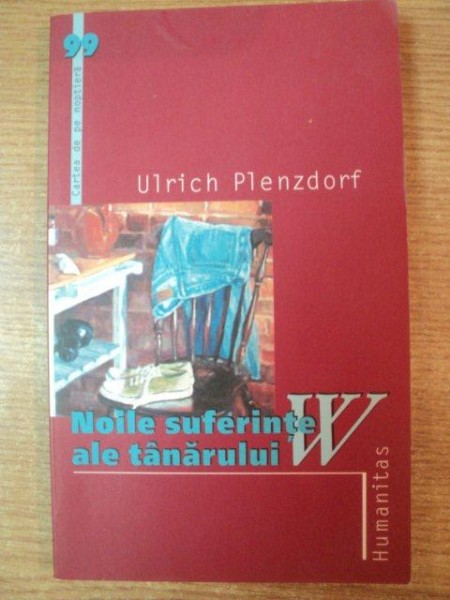 99
Cartea de pe noptieră
Ulrich Plenzdorf
Noile suferințe
ale tânărului W
Humanitas